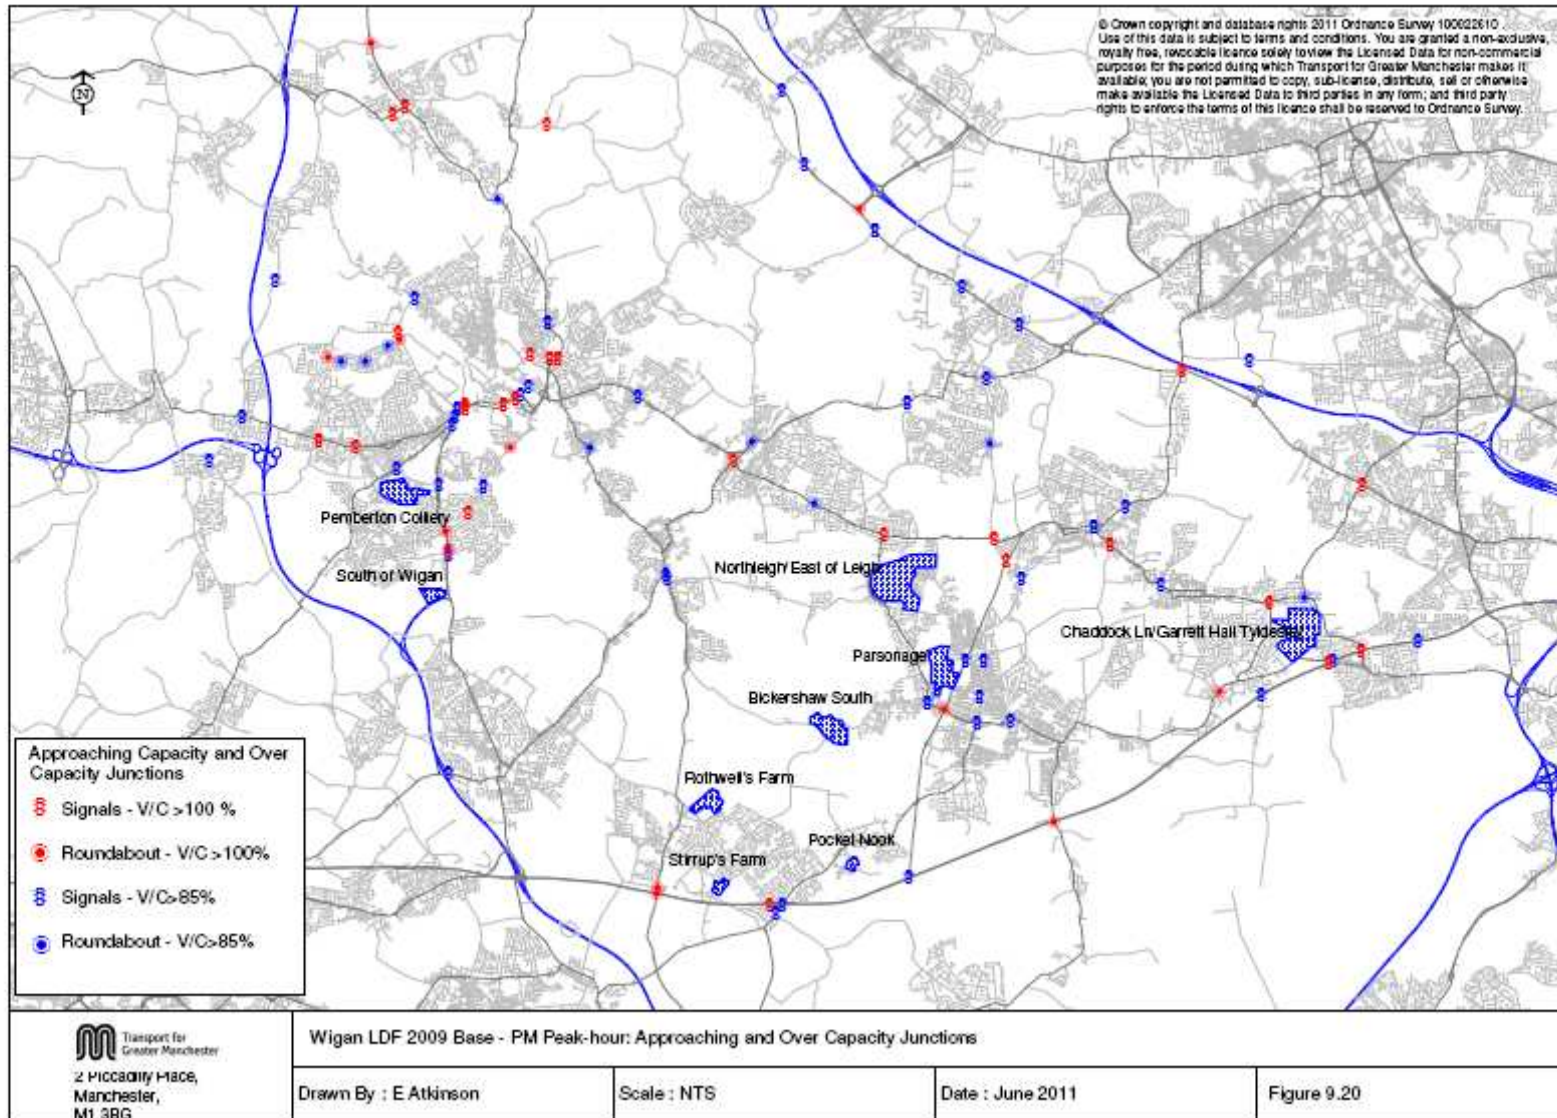 © Crown copyright and database rights 2011 Ordnance Survey 100022610 .
Use of this data is subject to terms and conditions. You are granted a non-exclusive,
royalty free, revocable licence solely to view the Licensed Data for non-commercial
purposes for the period during which Transport for Greater Manchester makes it
available; you are not permitted to copy, sub-license, distribute, sell or otherwise
make available the Licensed Data to third parties in any form; and third party
rights to enforce the terms of this licence shall be reserved to Ordnance Survey.
N
Pemberton Colliery
South of Wigan
Northleigh/ East of Leigh
Chaddock Ln/Garrett Hall Tyldesley
Parsonage
Bickershaw South
Rothwell's Farm
Pocket Nook
Stirrup's Farm
Approaching Capacity and Over
Capacity Junctions
Signals - V/C >100 %
Roundabout - V/C >100%
Signals - V/C>85%
Roundabout - V/C>85%
Transport for
Greater Manchester
2 Piccadilly Place,
Manchester,
M1 3BG
Wigan LDF 2009 Base - PM Peak-hour: Approaching and Over Capacity Junctions
Drawn By : E Atkinson
Scale : NTS
Date : June 2011
Figure 9.20